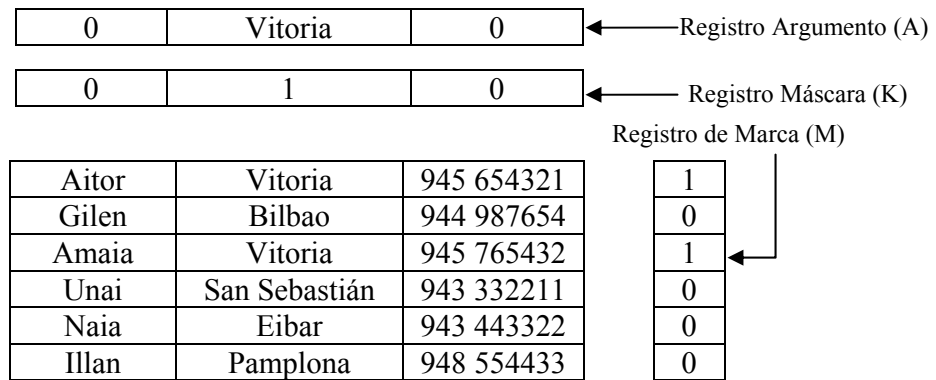 0 Vitoria 0 Registro Argumento (A)
0 1 0 Registro Máscara (K)
Registro de Marca (M)
Aitor Vitoria 945 654321 1
Gilen Bilbao 944 987654 0
Amaia Vitoria 945 765432 1
Unai San Sebastián 943 332211 0
Naia Eibar 943 443322 0
Illan Pamplona 948 554433 0